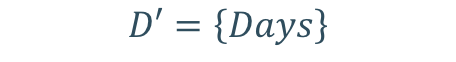 D′ = {Days}